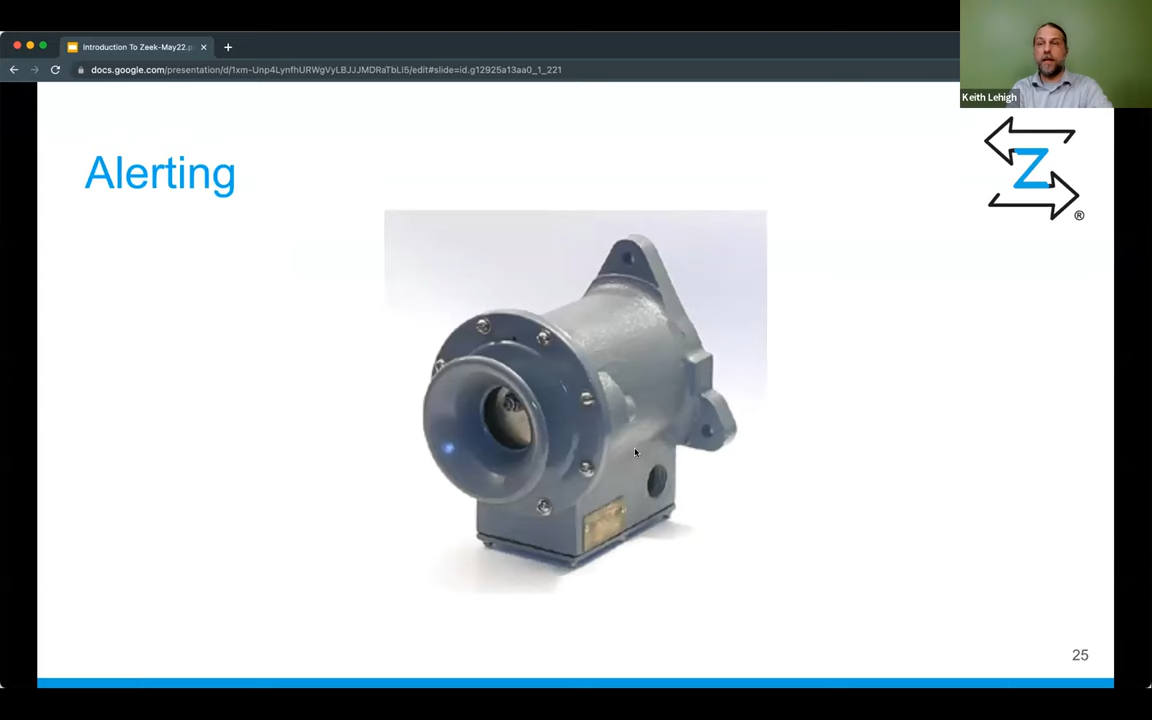 Introduction To Zeek-May22.p
docs.google.com/presentation/d/1xm-Unp4LynfhURWgVyLBJJJMDRaTbLI5/edit#slide=id.g12925a13aa0_1_221
Keith Lehigh
Z
®
Alerting
25